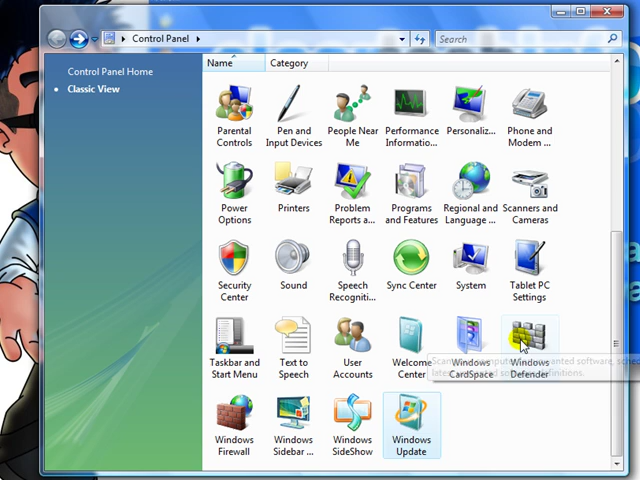 Control Panel
Search
Control Panel Home
Classic View
Name
Category
Parental
Controls
Pen and
Input Devices
People Near
Me
Performance
Informatio...
Personaliz...
Phone and
Modem ...
Power
Options
Printers
Problem
Reports a...
Programs
and Features
Regional and
Language ...
Scanners and
Cameras
Security
Center
Sound
Speech
Recogniti...
Sync Center
System
Tablet PC
Settings
Taskbar and
Start Menu
Text to
Speech
User
Accounts
Welcome
Center
Windows
CardSpace
Windows
Defender
Windows
Firewall
Windows
Sidebar ...
Windows
SideShow
Windows
Update